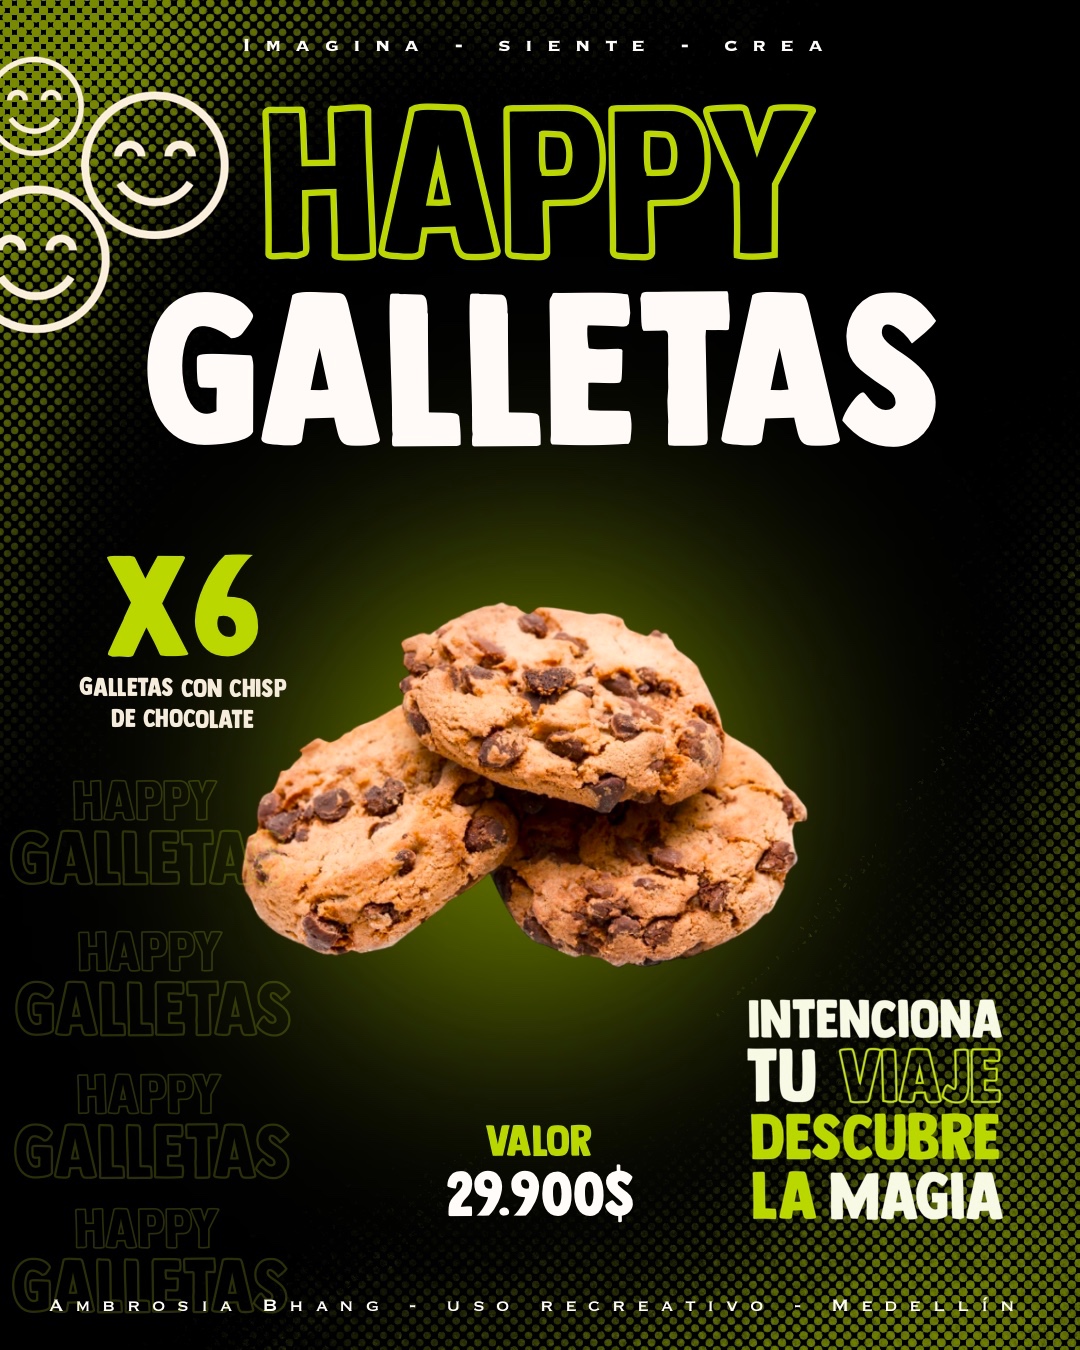 Imagina - siente - crea
HAPPY
GALLETAS
X6
GALLETAS CON CHISP
DE CHOCOLATE
HAPPY
GALLETA
HAPPY
GALLETAS
HAPPY
GALLETAS
HAPPY
GALLETAS
INTENCIONA
TU VIAJE
DESCUBRE
LA MAGIA
VALOR
29.900$
Ambrosia Bhang - uso recreativo - Medellín